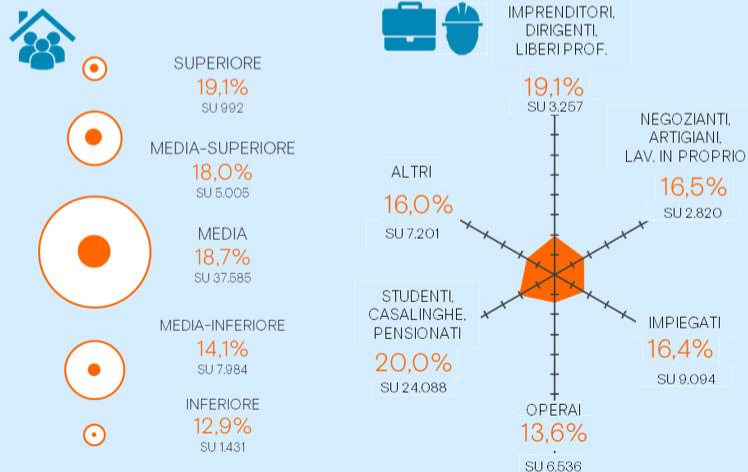 SUPERIORE
19,1%
SU 992
MEDIA-SUPERIORE
18,0%
SU 5.005
MEDIA
18,7%
SU 37.585
MEDIA-INFERIORE
14,1%
SU 7.984
INFERIORE
12,9%
SU 1.431
IMPRENDITORI,
DIRIGENTI,
LIBERI PROF.
19,1%
SU 3.257
NEGOZIANTI,
ARTIGIANI,
LAV. IN PROPRIO
16,5%
SU 2.820
ALTRI
16,0%
SU 7.201
STUDENTI,
CASALINGHE,
PENSIONATI
20,0%
SU 24.088
IMPIEGATI
16,4%
SU 9.094
OPERAI
13,6%
SU 6.536